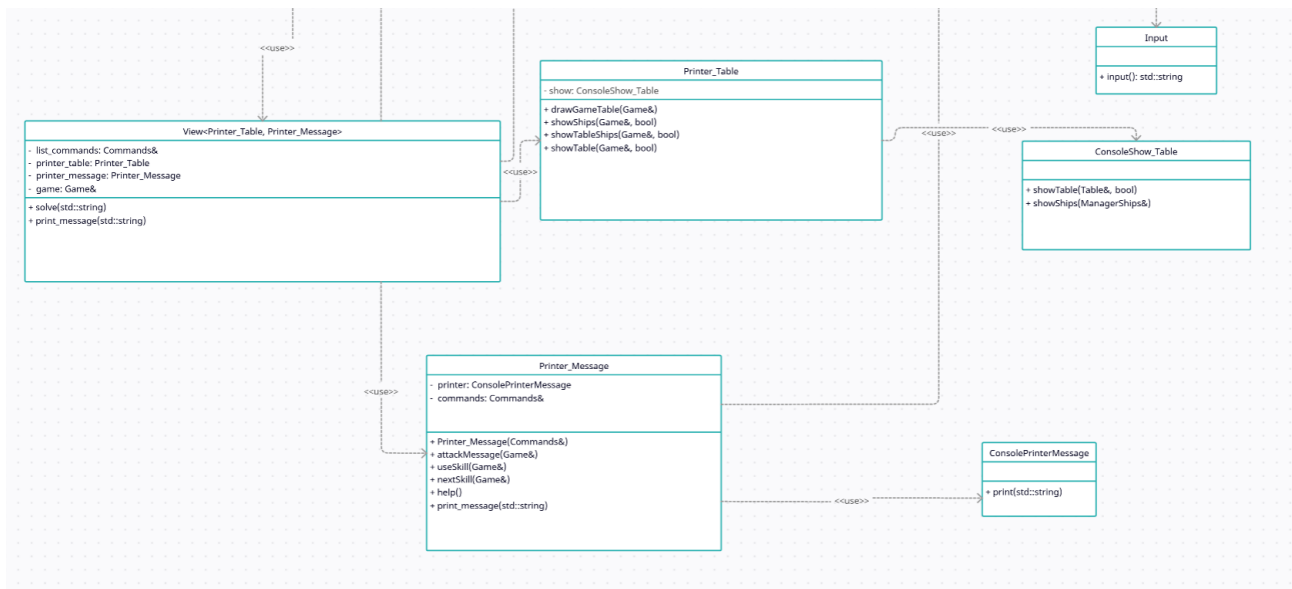 <<use>>
View<Printer_Table, Printer_Message>
- list_commands: Commands&
- printer_table: Printer_Table
- printer_message: Printer_Message
- game: Game&
+ solve(std::string)
+ print_message(std::string)
<<use>>
Printer_Table
- show: ConsoleShow_Table
+ drawGameTable(Game&)
+ showShips(Game&, bool)
+ showTableShips(Game&, bool)
+ showTable(Game&, bool)
<<use>>
<<use>>
Input
+ input(): std::string
ConsoleShow_Table
+ showTable(Table&, bool)
+ showShips(ManagerShips&)
<<use>>
Printer_Message
- printer: ConsolePrinterMessage
- commands: Commands&
+ Printer_Message(Commands&)
+ attackMessage(Game&)
+ useSkill(Game&)
+ nextSkill(Game&)
+ help()
+ print_message(std::string)
<<use>>
ConsolePrinterMessage
+ print(std::string)